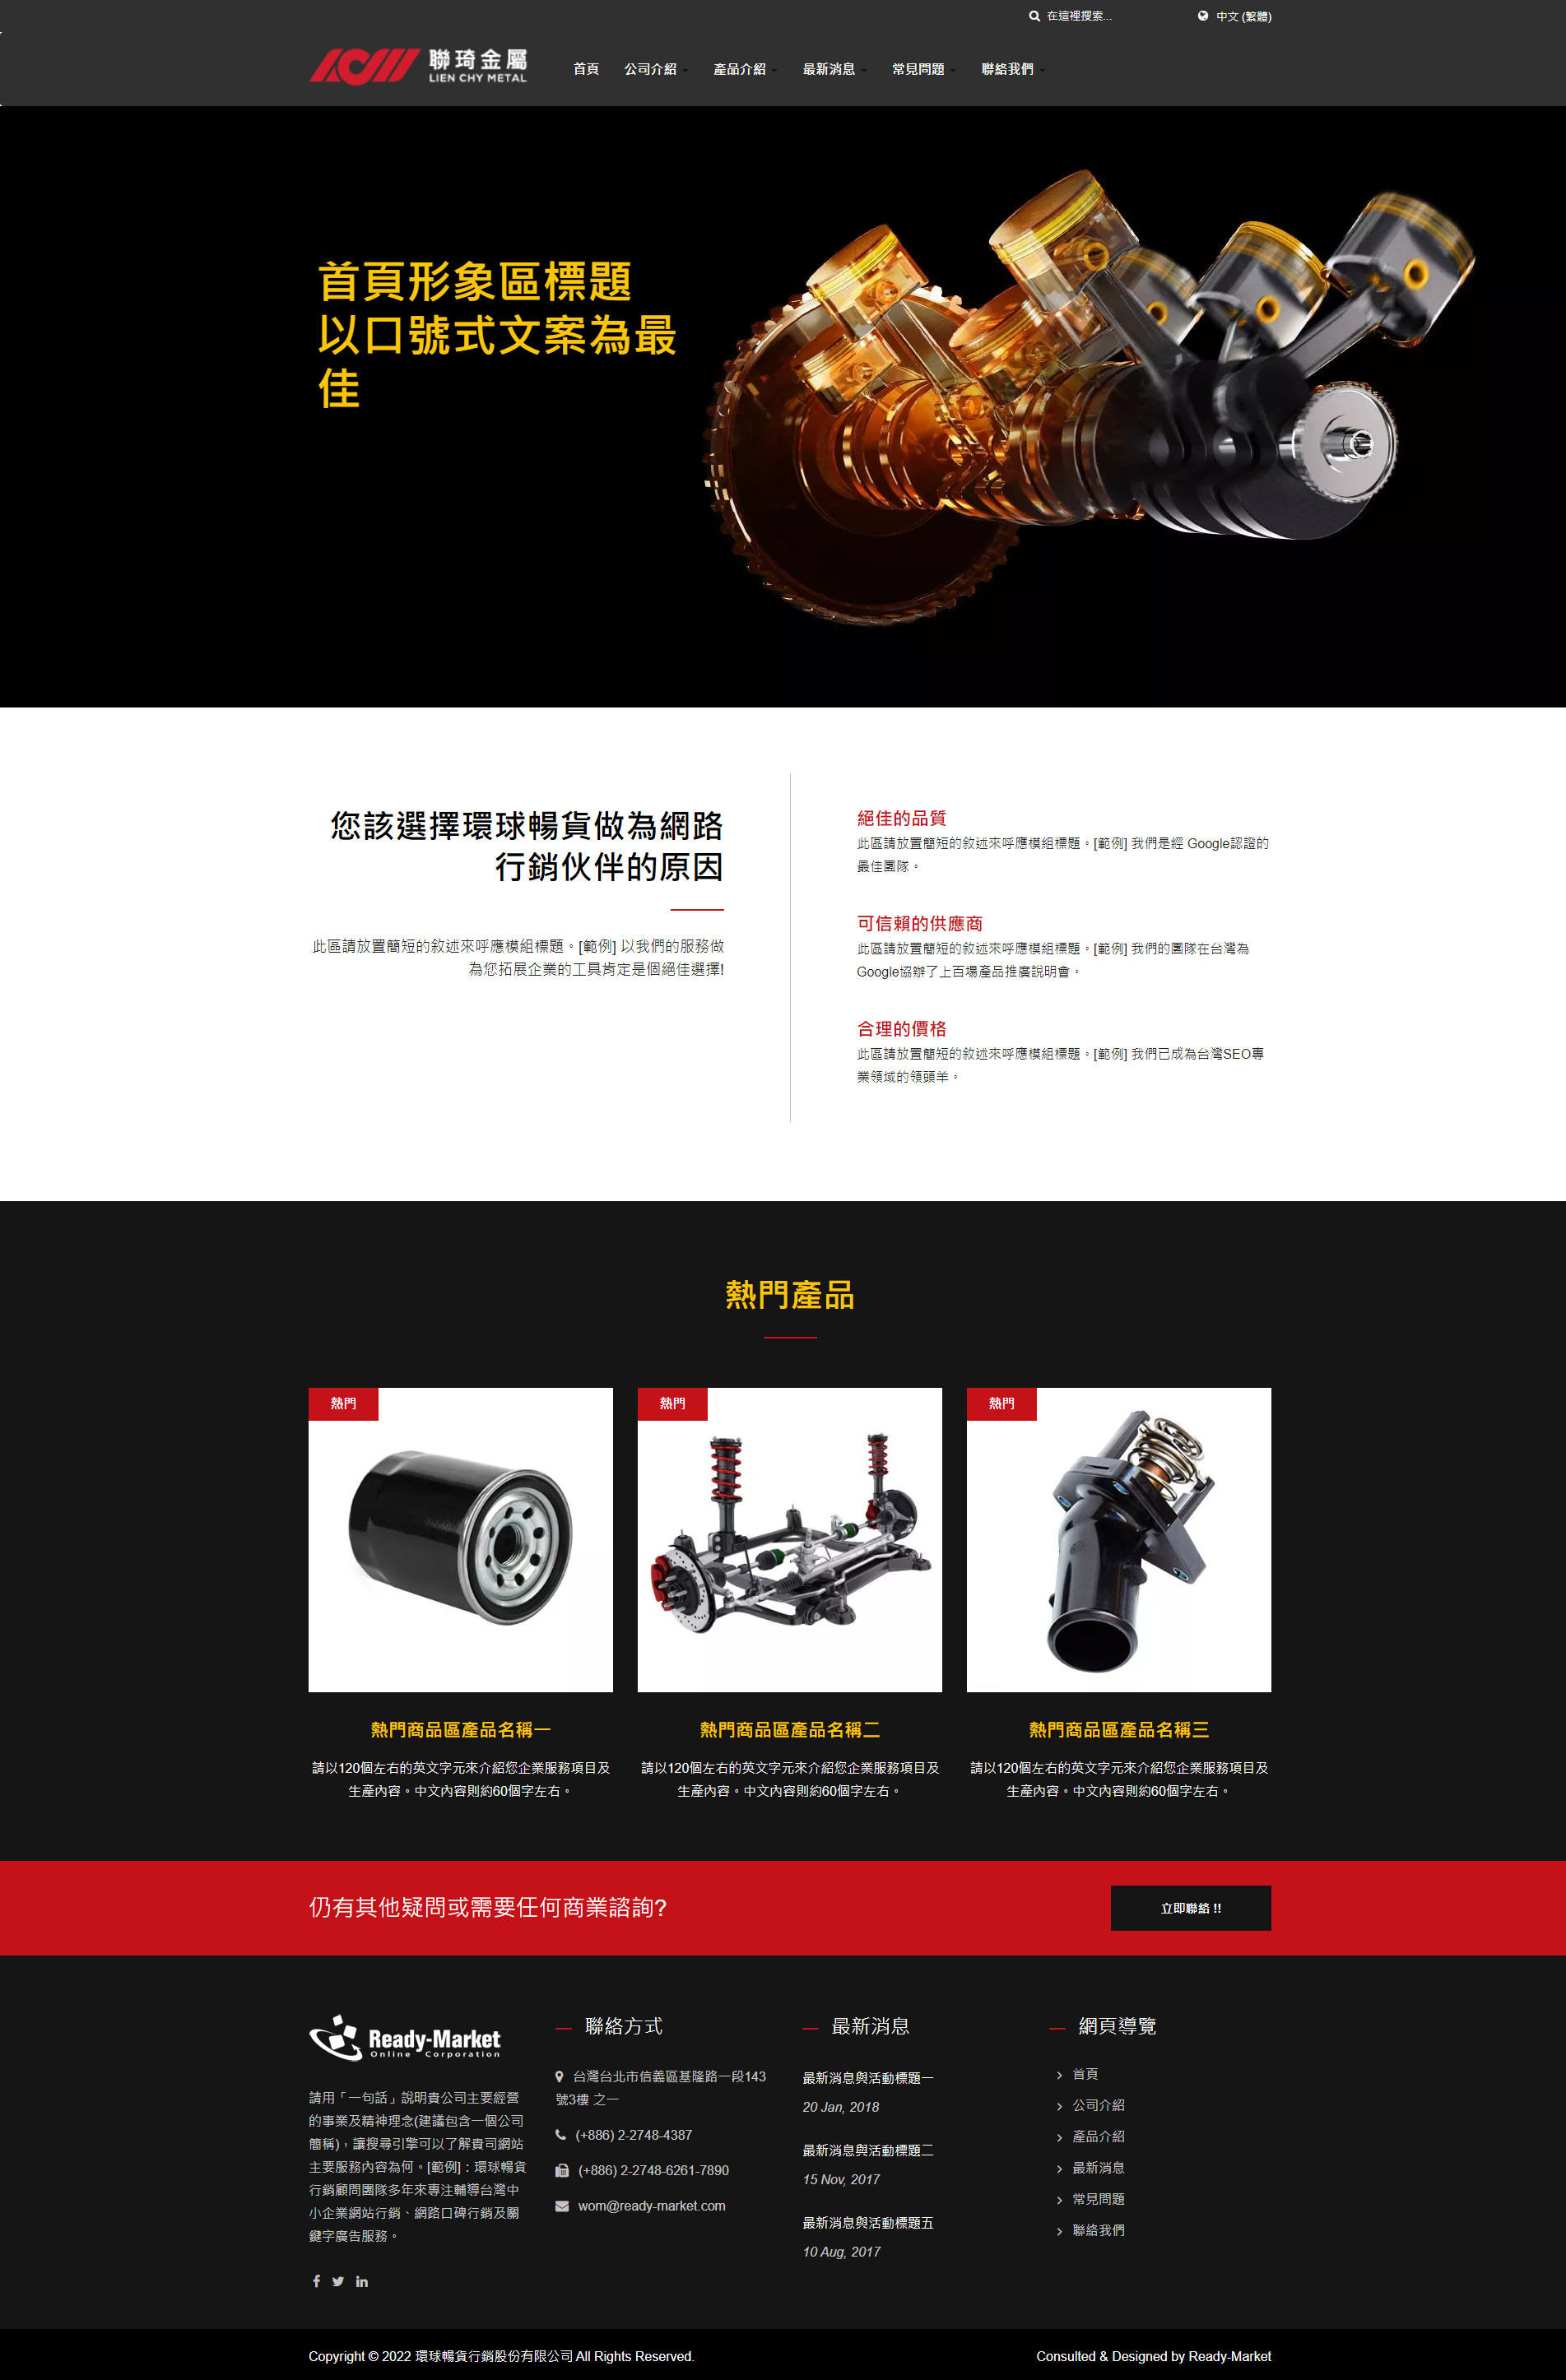 在這裡搜索...
中文 (繁體)
聯琦金屬
LIEN CHY METAL
首頁
公司介紹
產品介紹
最新消息
常見問題
聯絡我們
首頁形象區標題
以口號式文案為最
佳
您該選擇環球暢貨做為網路
行銷伙伴的原因
此區請放置簡短的敘述來呼應模組標題。[範例] 以我們的服務做
為您拓展企業的工具肯定是個絕佳選擇!
絕佳的品質
此區請放置簡短的敘述來呼應模組標題。[範例] 我們是經 Google認證的
最佳團隊。
可信賴的供應商
此區請放置簡短的敘述來呼應模組標題。[範例] 我們的團隊在台灣為
Google協辦了上百場產品推廣說明會。
合理的價格
此區請放置簡短的敘述來呼應模組標題。[範例] 我們已成為台灣SEO專
業領域的領頭羊。
熱門產品
熱門
熱門商品區產品名稱一
請以120個左右的英文字元來介紹您企業服務項目及
生產內容。中文內容則約60個字左右。
熱門
熱門商品區產品名稱二
請以120個左右的英文字元來介紹您企業服務項目及
生產內容。中文內容則約60個字左右。
熱門
熱門商品區產品名稱三
請以120個左右的英文字元來介紹您企業服務項目及
生產內容。中文內容則約60個字左右。
仍有其他疑問或需要任何商業諮詢?
立即聯絡 !!
Ready-Market
Online Corporation
請用「一句話」說明貴公司主要經營
的事業及精神理念(建議包含一個公司
簡稱)，讓搜尋引擎可以了解貴司網站
主要服務內容為何。[範例]：環球暢貨
行銷顧問團隊多年來專注輔導台灣中
小企業網站行銷、網路口碑行銷及關
鍵字廣告服務。
聯絡方式
台灣台北市信義區基隆路一段143
號3樓 之一
(+886) 2-2748-4387
(+886) 2-2748-6261-7890
wom@ready-market.com
最新消息
最新消息與活動標題一
20 Jan, 2018
最新消息與活動標題二
15 Nov, 2017
最新消息與活動標題五
10 Aug, 2017
網頁導覽
首頁
公司介紹
產品介紹
最新消息
常見問題
聯絡我們
Copyright © 2022 環球暢貨行銷股份有限公司 All Rights Reserved.
Consulted & Designed by Ready-Market